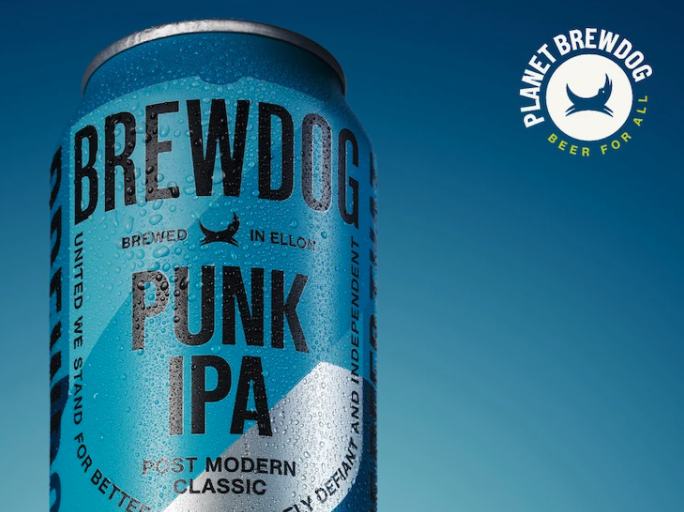 PLANET BREWDOG
BEER FOR ALL
BREWDOG
BREWED IN ELLON
PUNK
IPA
POST MODERN
CLASSIC
UNITED WE STAND FOR BETTER
DEFIANT AND INDEPENDENT